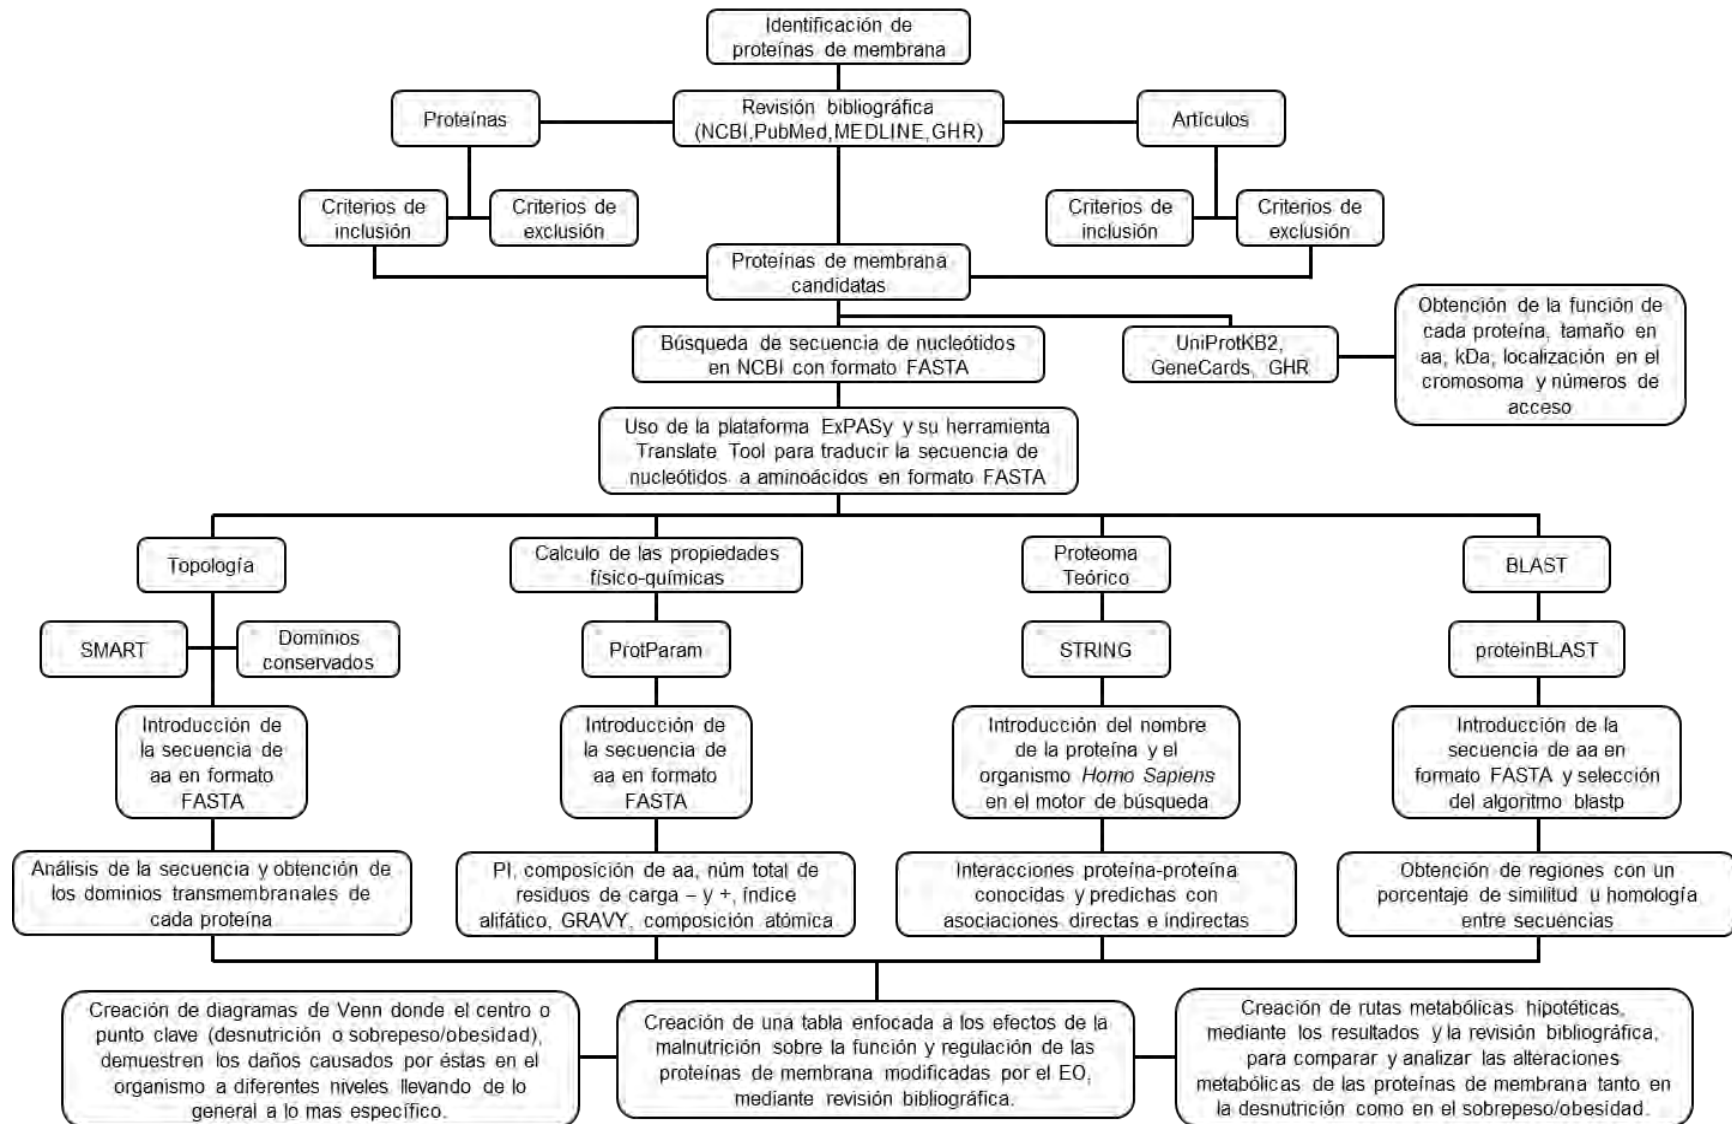 Identificación de
proteínas de membrana
Proteínas
Revisión bibliográfica
(NCBI,PubMed,MEDLINE,GHR)
Artículos
Criterios de
inclusión
Criterios de
exclusión
Criterios de
inclusión
Criterios de
exclusión
Proteínas de membrana
candidatas
Búsqueda de secuencia de nucleótidos
en NCBI con formato FASTA
UniProtKB2,
GeneCards, GHR
Obtención de la función de
cada proteína, tamaño en
aa, kDa, localización en el
cromosoma y números de
acceso
Uso de la plataforma ExPASy y su herramienta
Translate Tool para traducir la secuencia de
nucleótidos a aminoácidos en formato FASTA
Topología
Calculo de las propiedades
físico-químicas
Proteoma
Teórico
BLAST
SMART
Dominios
conservados
ProtParam
STRING
proteinBLAST
Introducción de
la secuencia de
aa en formato
FASTA
Introducción de
la secuencia de
aa en formato
FASTA
Introducción del nombre
de la proteína y el
organismo Homo Sapiens
en el motor de búsqueda
Introducción de la
secuencia de aa en
formato FASTA y selección
del algoritmo blastp
Análisis de la secuencia y obtención de
los dominios transmembranales de
cada proteína
PI, composición de aa, núm total de
residuos de carga – y +, índice
alifático, GRAVY, composición atómica
Interacciones proteína-proteína
conocidas y predichas con
asociaciones directas e indirectas
Obtención de regiones con un
porcentaje de similitud u homología
entre secuencias
Creación de diagramas de Venn donde el centro o
punto clave (desnutrición o sobrepeso/obesidad),
demuestren los daños causados por éstas en el
organismo a diferentes niveles llevando de lo
general a lo mas específico.
Creación de una tabla enfocada a los efectos de la
malnutrición sobre la función y regulación de las
proteínas de membrana modificadas por el EO,
mediante revisión bibliográfica.
Creación de rutas metabólicas hipotéticas,
mediante los resultados y la revisión bibliográfica,
para comparar y analizar las alteraciones
metabólicas de las proteínas de membrana tanto en
la desnutrición como en el sobrepeso/obesidad.